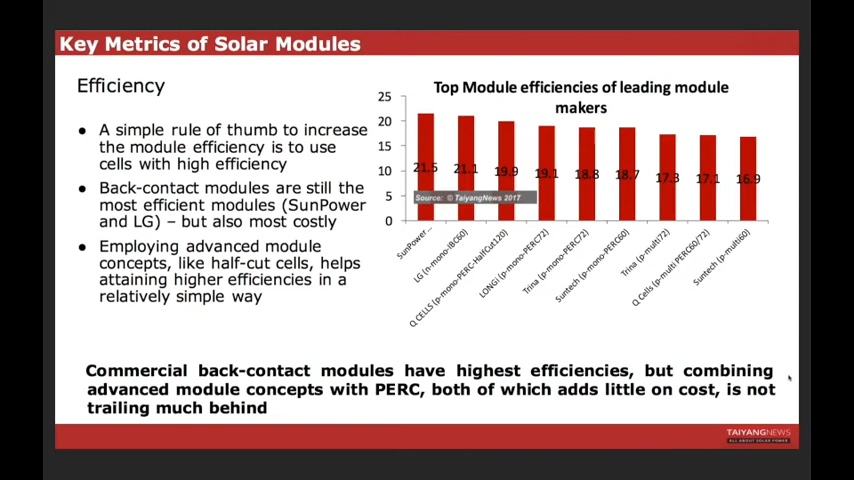 Key Metrics of Solar Modules
Efficiency
● A simple rule of thumb to increase
the module efficiency is to use
cells with high efficiency
● Back-contact modules are still the
most efficient modules (SunPower
and LG) – but also most costly
● Employing advanced module
concepts, like half-cut cells, helps
attaining higher efficiencies in a
relatively simple way
Top Module efficiencies of leading module
makers
25
20
15
10
5
0
21.5 21.1 19.9 19.1 18.8 18.7 17.3 17.1 16.9
Source: © TaiyangNews 2017
SunPower...
LG (n-mono-IBC60)
Q CELLS (p-mono-PERC-HalfCut120)
LONGi (p-mono-PERC72)
Trina (p-mono-PERC72)
Suntech (p-mono-PERC60)
Trina (p-multi72)
Q Cells (p-multi PERC60/72)
Suntech (p-multi60)
Commercial back-contact modules have highest efficiencies, but combining
advanced module concepts with PERC, both of which adds little on cost, is not
trailing much behind
TAIYANGNEWS
ALL ABOUT SOLAR POWER